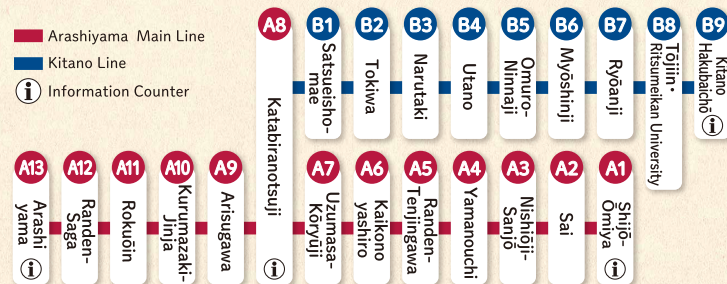 Arashiyama Main Line
Kitano Line
i Information Counter
A8
Katabiranotsuji
i
B1
Satsueisho-
mae
B2
Tokiwa
B3
Narutaki
B4
Utano
B5
Omuro-
Ninnaji
B6
Myōshinji
B7
Ryōanji
B8
Tōjiin·
Ritsumeikan University
B9
Kitano
Hakubaichō
i
A13
Arashi
yama
i
A12
Randen-
Saga
A11
Rokuōin
A10
Kurumazaki-
Jinja
A9
Arisugawa
A7
Uzumasa-
Kōryūji
A6
Kaikono
yashiro
A5
Randen-
Tenjingawa
A4
Yamanouchi
A3
Nishiōji-
Sanjō
A2
Sai
A1
Shijō-
Ōmiya
i